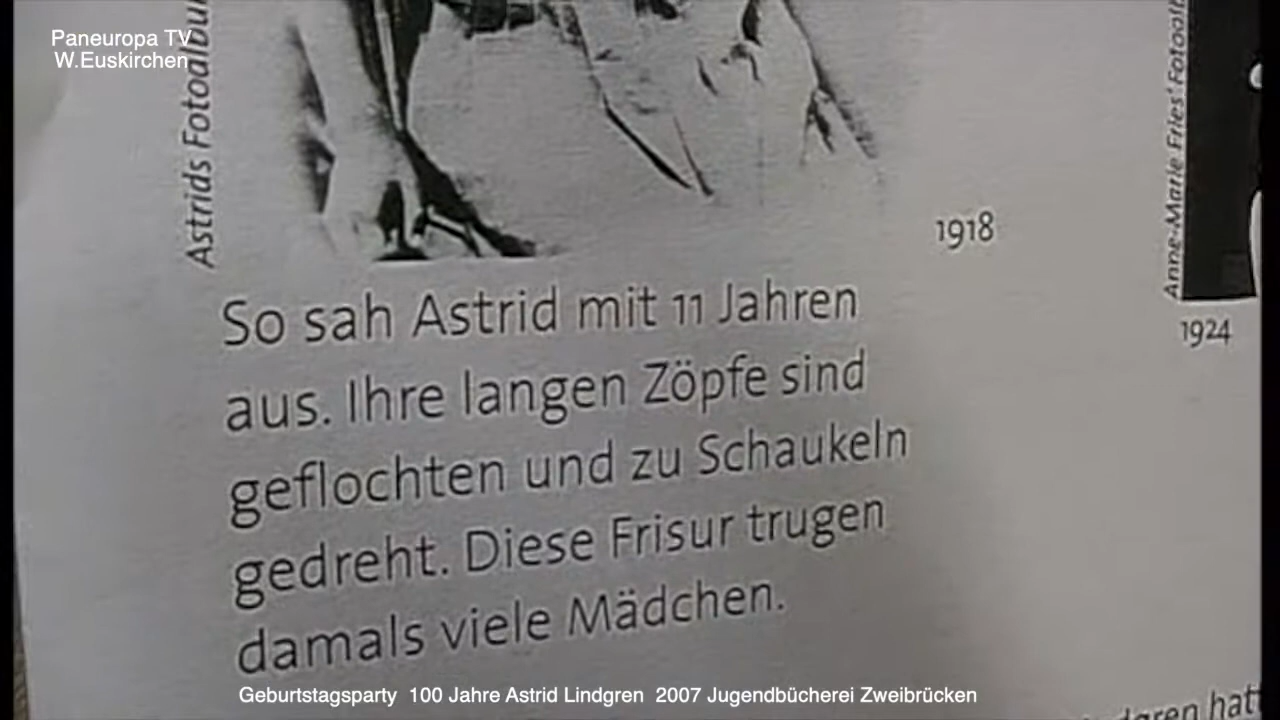 Paneuropa TV
W.Euskirchen
Astrids
1918
So sah Astrid mit 11 Jahren
aus. Ihre langen Zöpfe sind
geflochten und zu Schaukeln
gedreht. Diese Frisur trugen
damals viele Mädchen.
Anne-Marie Fries'
1924
Geburtstagsparty 100 Jahre Astrid Lindgren 2007 Jugendbücherei Zweibrücken